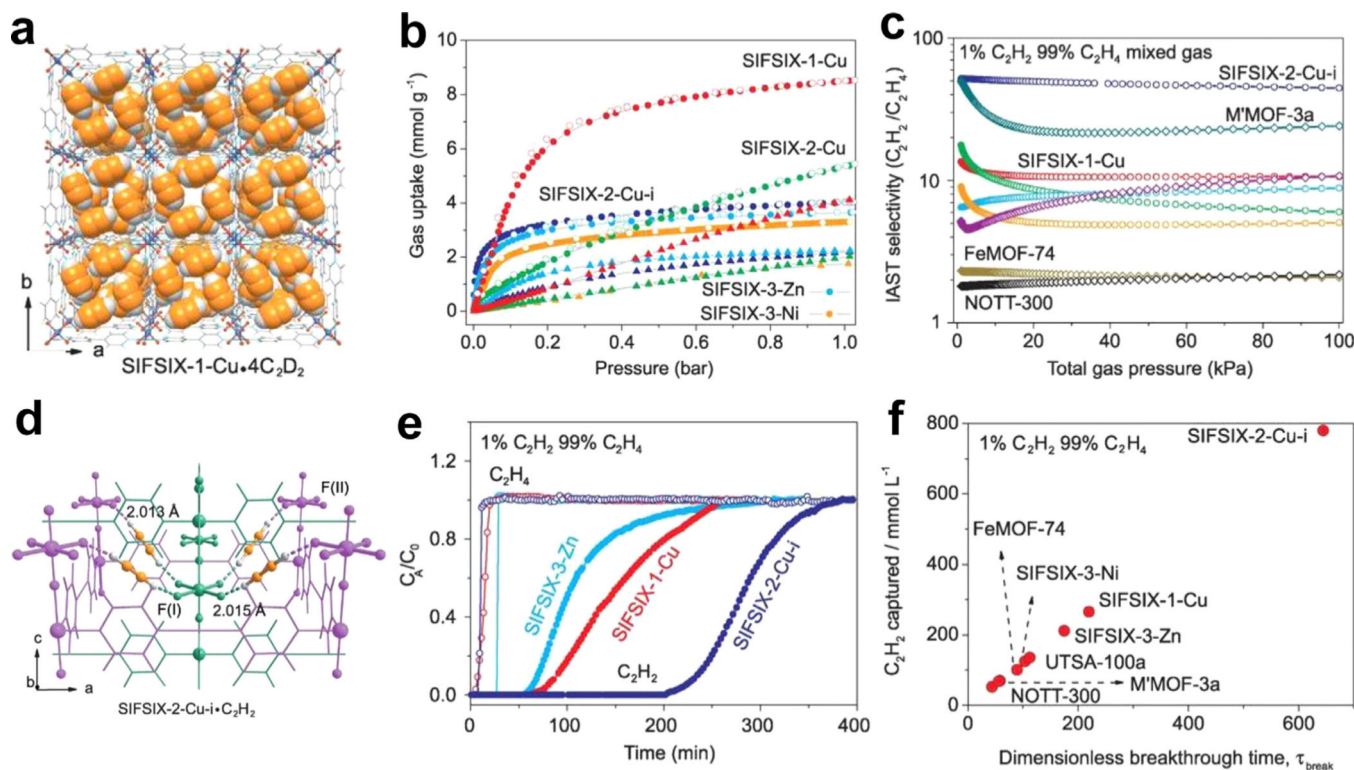 a
b
a
SIFSIX-1-Cu•4C₂D₂
b
Gas uptake (mmol g⁻¹)
10
8
6
4
2
0
SIFSIX-1-Cu
SIFSIX-2-Cu
SIFSIX-2-Cu-i
SIFSIX-3-Zn
SIFSIX-3-Ni
0.0 0.2 0.4 0.6 0.8 1.0
Pressure (bar)
c
IAST selectivity (C₂H₂ /C₂H₄)
100
10
1
1% C₂H₂ 99% C₂H₄ mixed gas
SIFSIX-2-Cu-i
M'MOF-3a
SIFSIX-1-Cu
FeMOF-74
NOTT-300
0 20 40 60 80 100
Total gas pressure (kPa)
d
F(II)
2.013 Å
F(I)
2.015 Å
c
b
a
SIFSIX-2-Cu-i•C₂H₂
e
C_A/C₀
1.2
0.8
0.4
0.0
1% C₂H₂ 99% C₂H₄
C₂H₄
SIFSIX-3-Zn
SIFSIX-1-Cu
SIFSIX-2-Cu-i
C₂H₂
0 100 200 300 400
Time (min)
f
C₂H₂ captured / mmol L⁻¹
800
600
400
200
0
1% C₂H₂ 99% C₂H₄
SIFSIX-2-Cu-i
FeMOF-74
SIFSIX-3-Ni
SIFSIX-1-Cu
SIFSIX-3-Zn
UTSA-100a
M'MOF-3a
NOTT-300
0 200 400 600
Dimensionless breakthrough time, τ_break